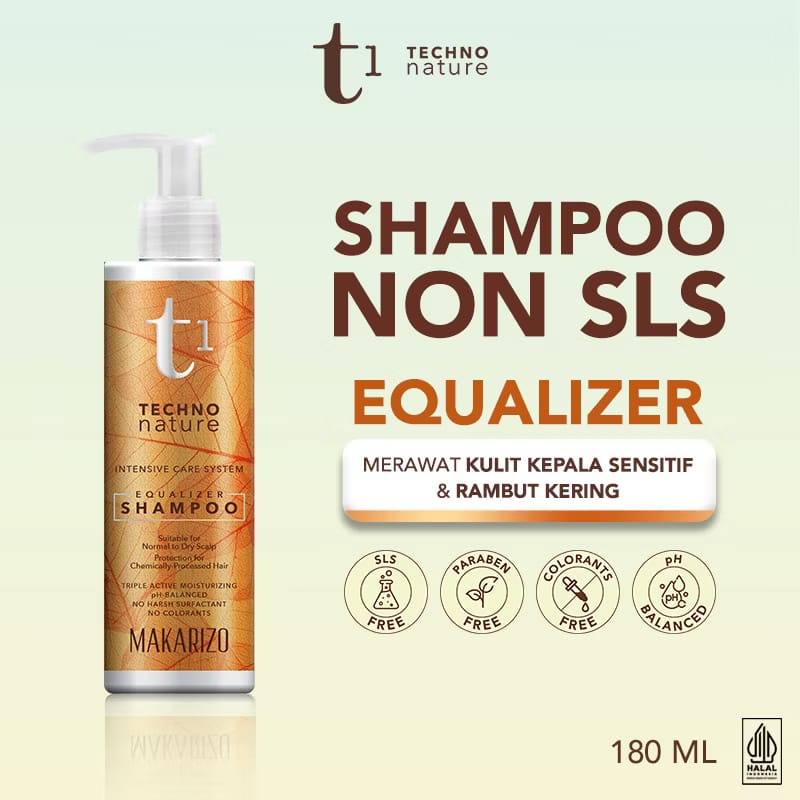 t1 TECHNO
nature
SHAMPOO
NON SLS
EQUALIZER
MERAWAT KULIT KEPALA SENSITIF
& RAMBUT KERING
SLS
FREE
PARABEN
FREE
COLORANTS
FREE
pH
pH
BALANCED
t1
TECHNO
nature
INTENSIVE CARE SYSTEM
EQUALIZER
SHAMPOO
Suitable for
Normal to Dry Scalp
Protection for
Chemically-Processed Hair
TRIPLE ACTIVE MOISTURIZING
pH-BALANCED
NO HARSH SURFACTANT
NO COLORANTS
MAKARIZO
180 ML
HALAL
INDONESIA